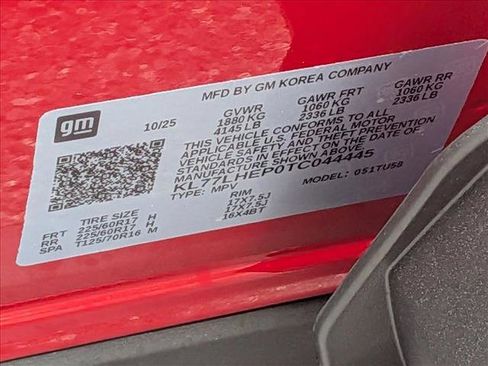 MFD BY GM KOREA COMPANY
gm
10/25
GVWR GAWR FRT GAWR RR
1880 KG 1060 KG 1060 KG
4145 LB 2336 LB 2336 LB
THIS VEHICLE CONFORMS TO ALL
APPLICABLE U.S. FEDERAL MOTOR
VEHICLE SAFETY AND THEFT PREVENTION
STANDARDS IN EFFECT ON THE DATE OF
MANUFACTURE SHOWN ABOVE.
KL77LHEP0TC044445
TYPE: MPV MODEL: 051TU58
TIRE SIZE RIM
FRT 225/60R17 H 17X7.5J
RR 225/60R17 H 17X7.5J
SPA T125/70R16 M 16X4BT